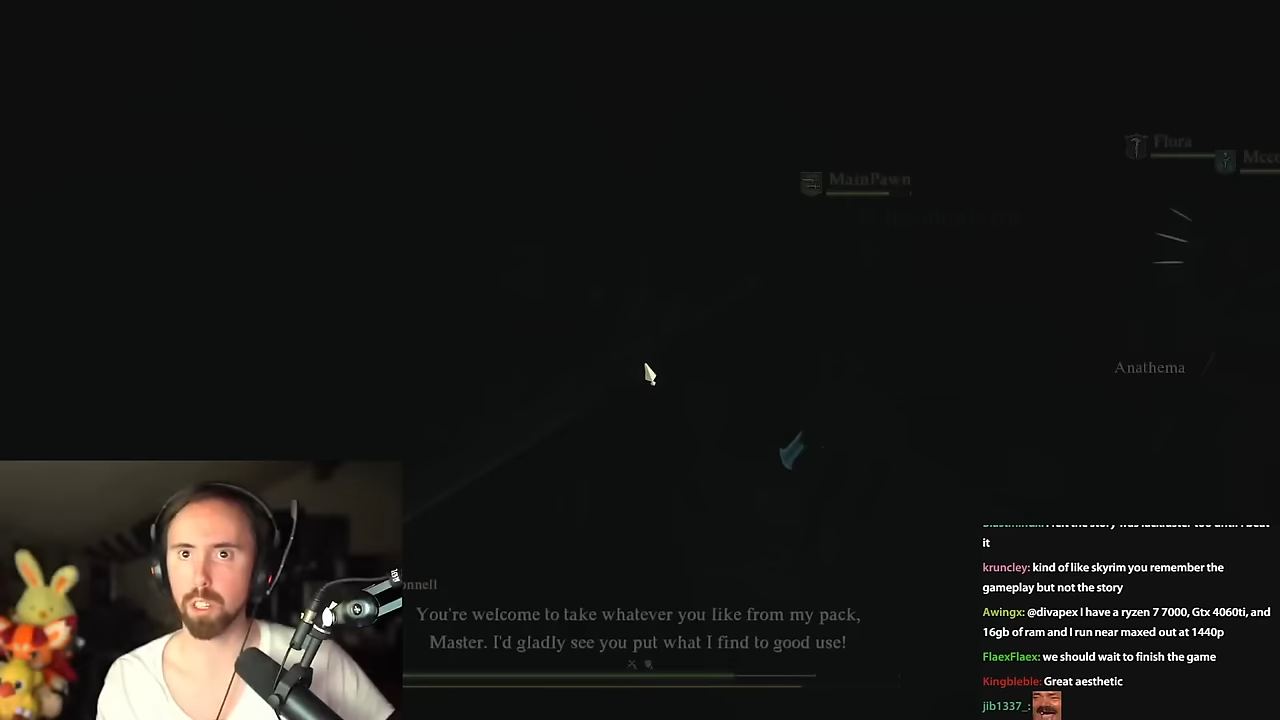 Flura
MainPawn
Anathema
onnell
You're welcome to take whatever you like from my pack,
Master. I'd gladly see you put what I find to good use!
it
kruncley: kind of like skyrim you remember the
gameplay but not the story
Awingx: @divapex I have a ryzen 7 7000, Gtx 4060ti, and
16gb of ram and I run near maxed out at 1440p
FlaexFlaex: we should wait to finish the game
Kingbleble: Great aesthetic
jib1337_: